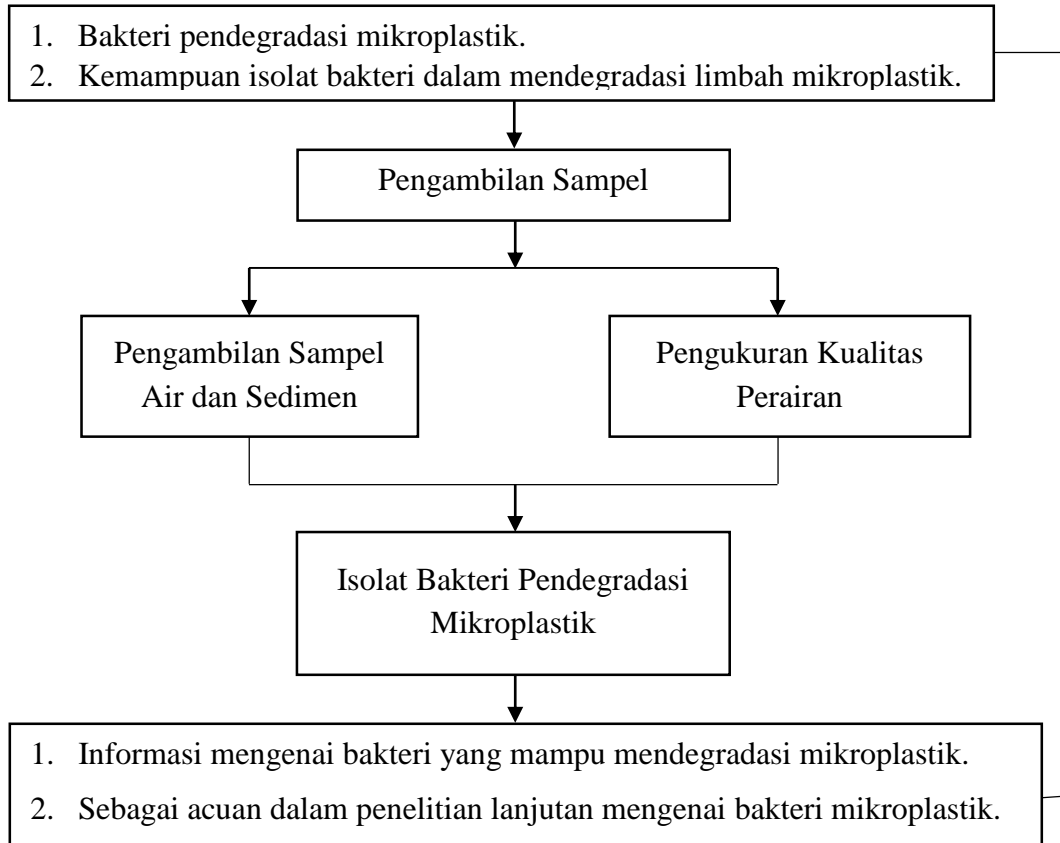 1. Bakteri pendegradasi mikroplastik.
2. Kemampuan isolat bakteri dalam mendegradasi limbah mikroplastik.
Pengambilan Sampel
Pengambilan Sampel
Air dan Sedimen
Pengukuran Kualitas
Perairan
Isolat Bakteri Pendegradasi
Mikroplastik
1. Informasi mengenai bakteri yang mampu mendegradasi mikroplastik.
2. Sebagai acuan dalam penelitian lanjutan mengenai bakteri mikroplastik.